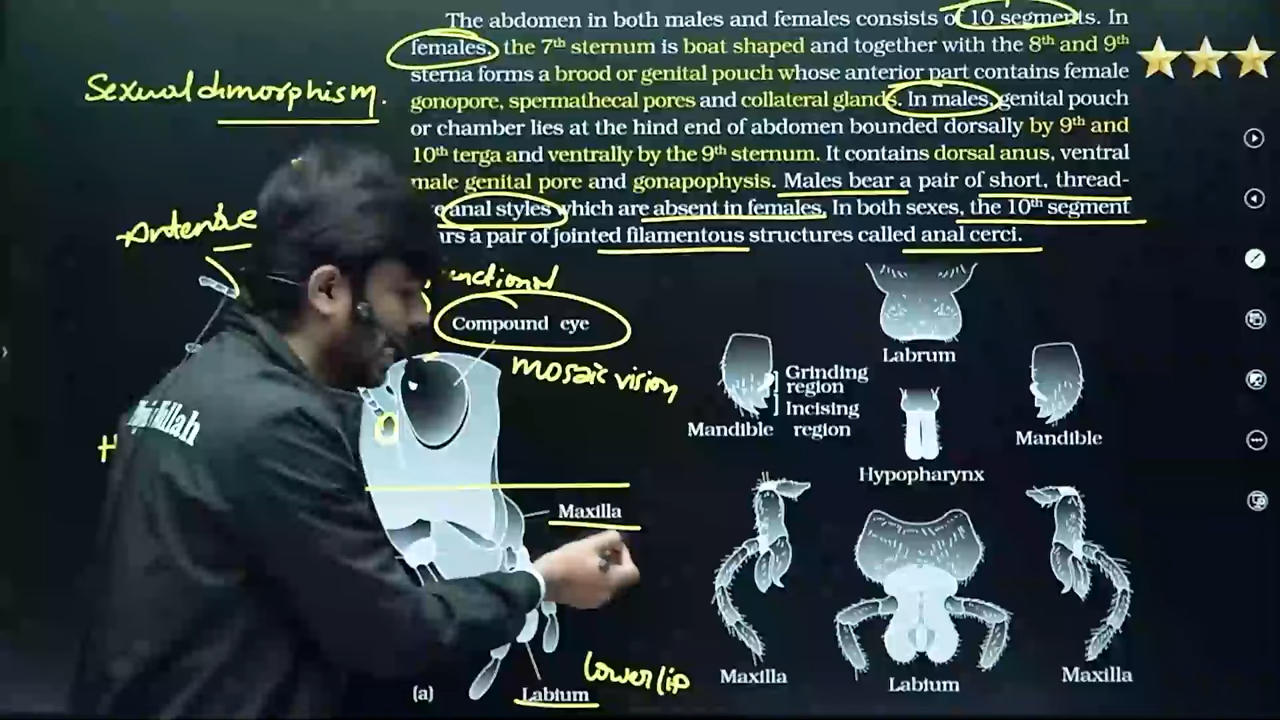 The abdomen in both males and females consists of 10 segments. In
females, the 7th sternum is boat shaped and together with the 8th and 9th
sterna forms a brood or genital pouch whose anterior part contains female
gonopore, spermathecal pores and collateral glands. In males, genital pouch
or chamber lies at the hind end of abdomen bounded dorsally by 9th and
10th terga and ventrally by the 9th sternum. It contains dorsal anus, ventral
male genital pore and gonapophysis. Males bear a pair of short, thread-
anal styles which are absent in females. In both sexes, the 10th segment
a pair of jointed filamentous structures called anal cerci.
Sexual dimorphism.
Compound eye
mosaic vision
Labrum
Grinding
region
Incising
region
Mandible
Mandible
Hypopharynx
Maxilla
lower lip
(a)
Labium
Maxilla
Labium
Maxilla